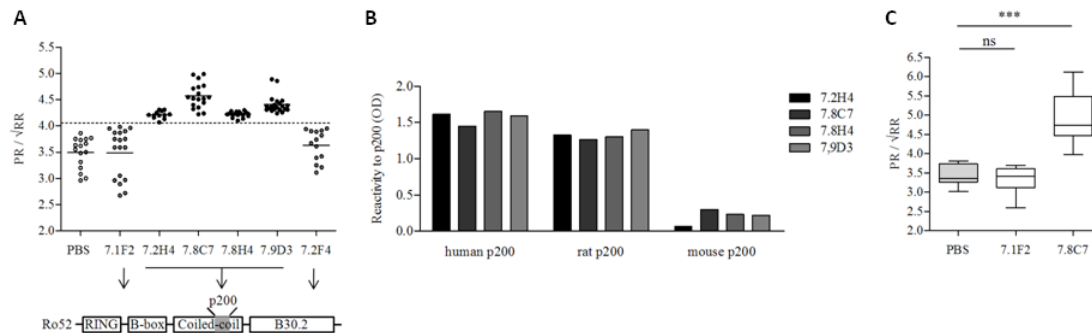 A
5.5
5.0
4.5
4.0
3.5
3.0
2.5
2.0
PR / √RR
PBS 7.1F2 7.2H4 7.8C7 7.8H4 7.9D3 7.2F4
p200
Ro52 RING B-box Coiled-coil B30.2
B
2.0
1.5
1.0
0.5
0.0
Reactivity to p200 (OD)
human p200 rat p200 mouse p200
7.2H4
7.8C7
7.8H4
7,9D3
C
***
ns
6.5
6.0
5.5
5.0
4.5
4.0
3.5
3.0
2.5
2.0
PR / √RR
PBS 7.1F2 7.8C7